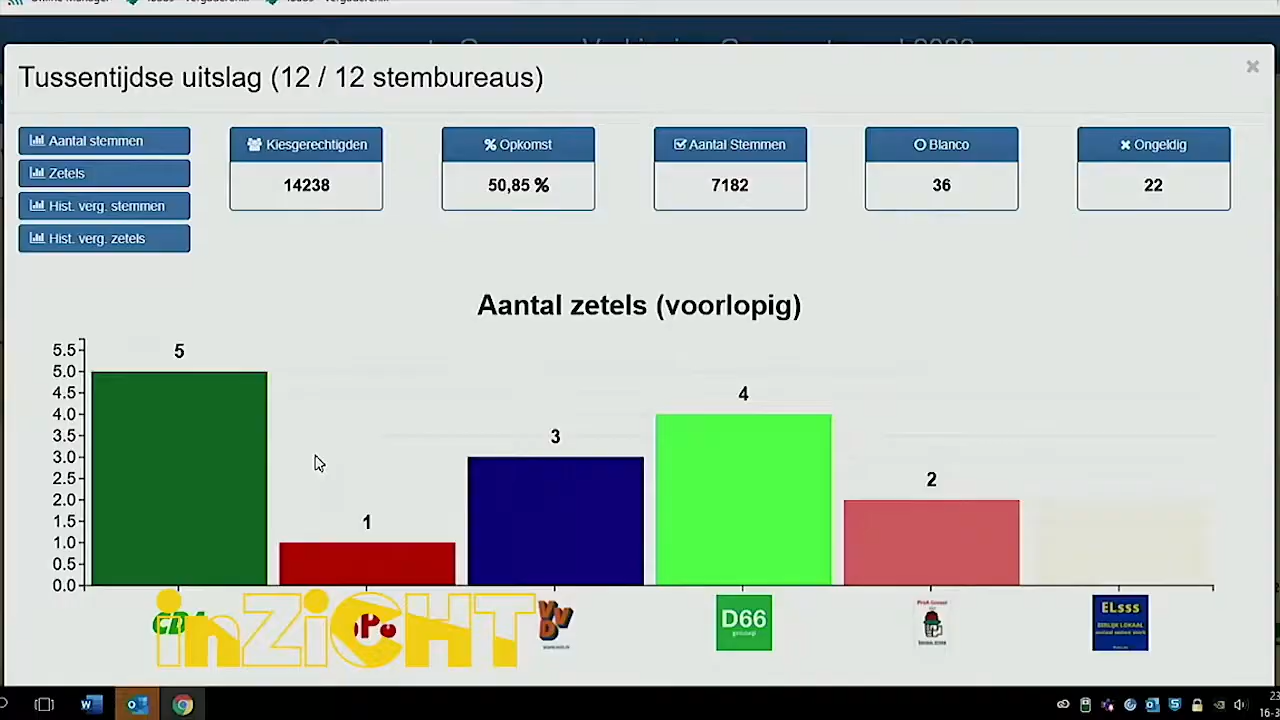 Tussentijdse uitslag (12 / 12 stembureaus)
×
Aantal stemmen
Zetels
Hist. verg. stemmen
Hist. verg. zetels
Kiesgerechtigden
14238
% Opkomst
50,85 %
Aantal Stemmen
7182
Blanco
36
Ongeldig
22
Aantal zetels (voorlopig)
5.5
5.0
4.5
4.0
3.5
3.0
2.5
2.0
1.5
1.0
0.5
0.0
5
1
3
4
2
inZiCHT
VVD
D66
ELsss